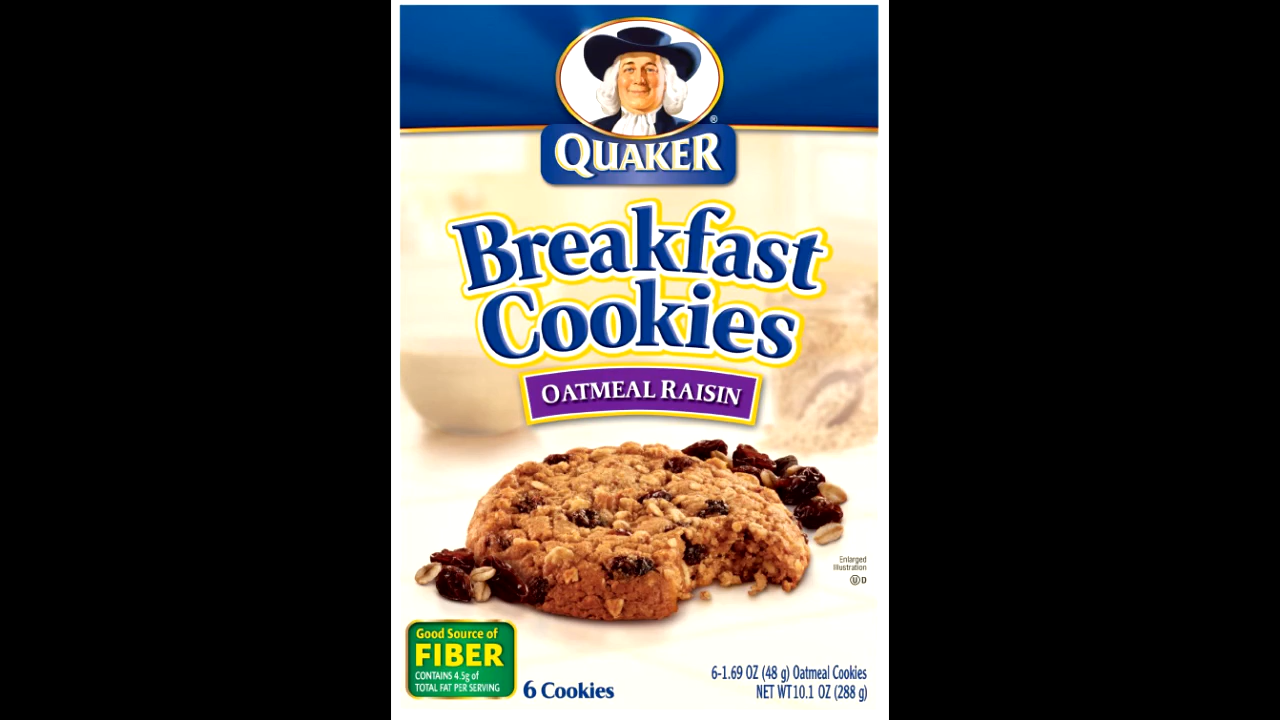 ®
QUAKER
Breakfast
Cookies
OATMEAL RAISIN
Enlarged
Illustration
Ⓤ D
Good Source of
FIBER
CONTAINS 4.5g of
TOTAL FAT PER SERVING
6 Cookies
6-1.69 OZ (48 g) Oatmeal Cookies
NET WT 10.1 OZ (288 g)